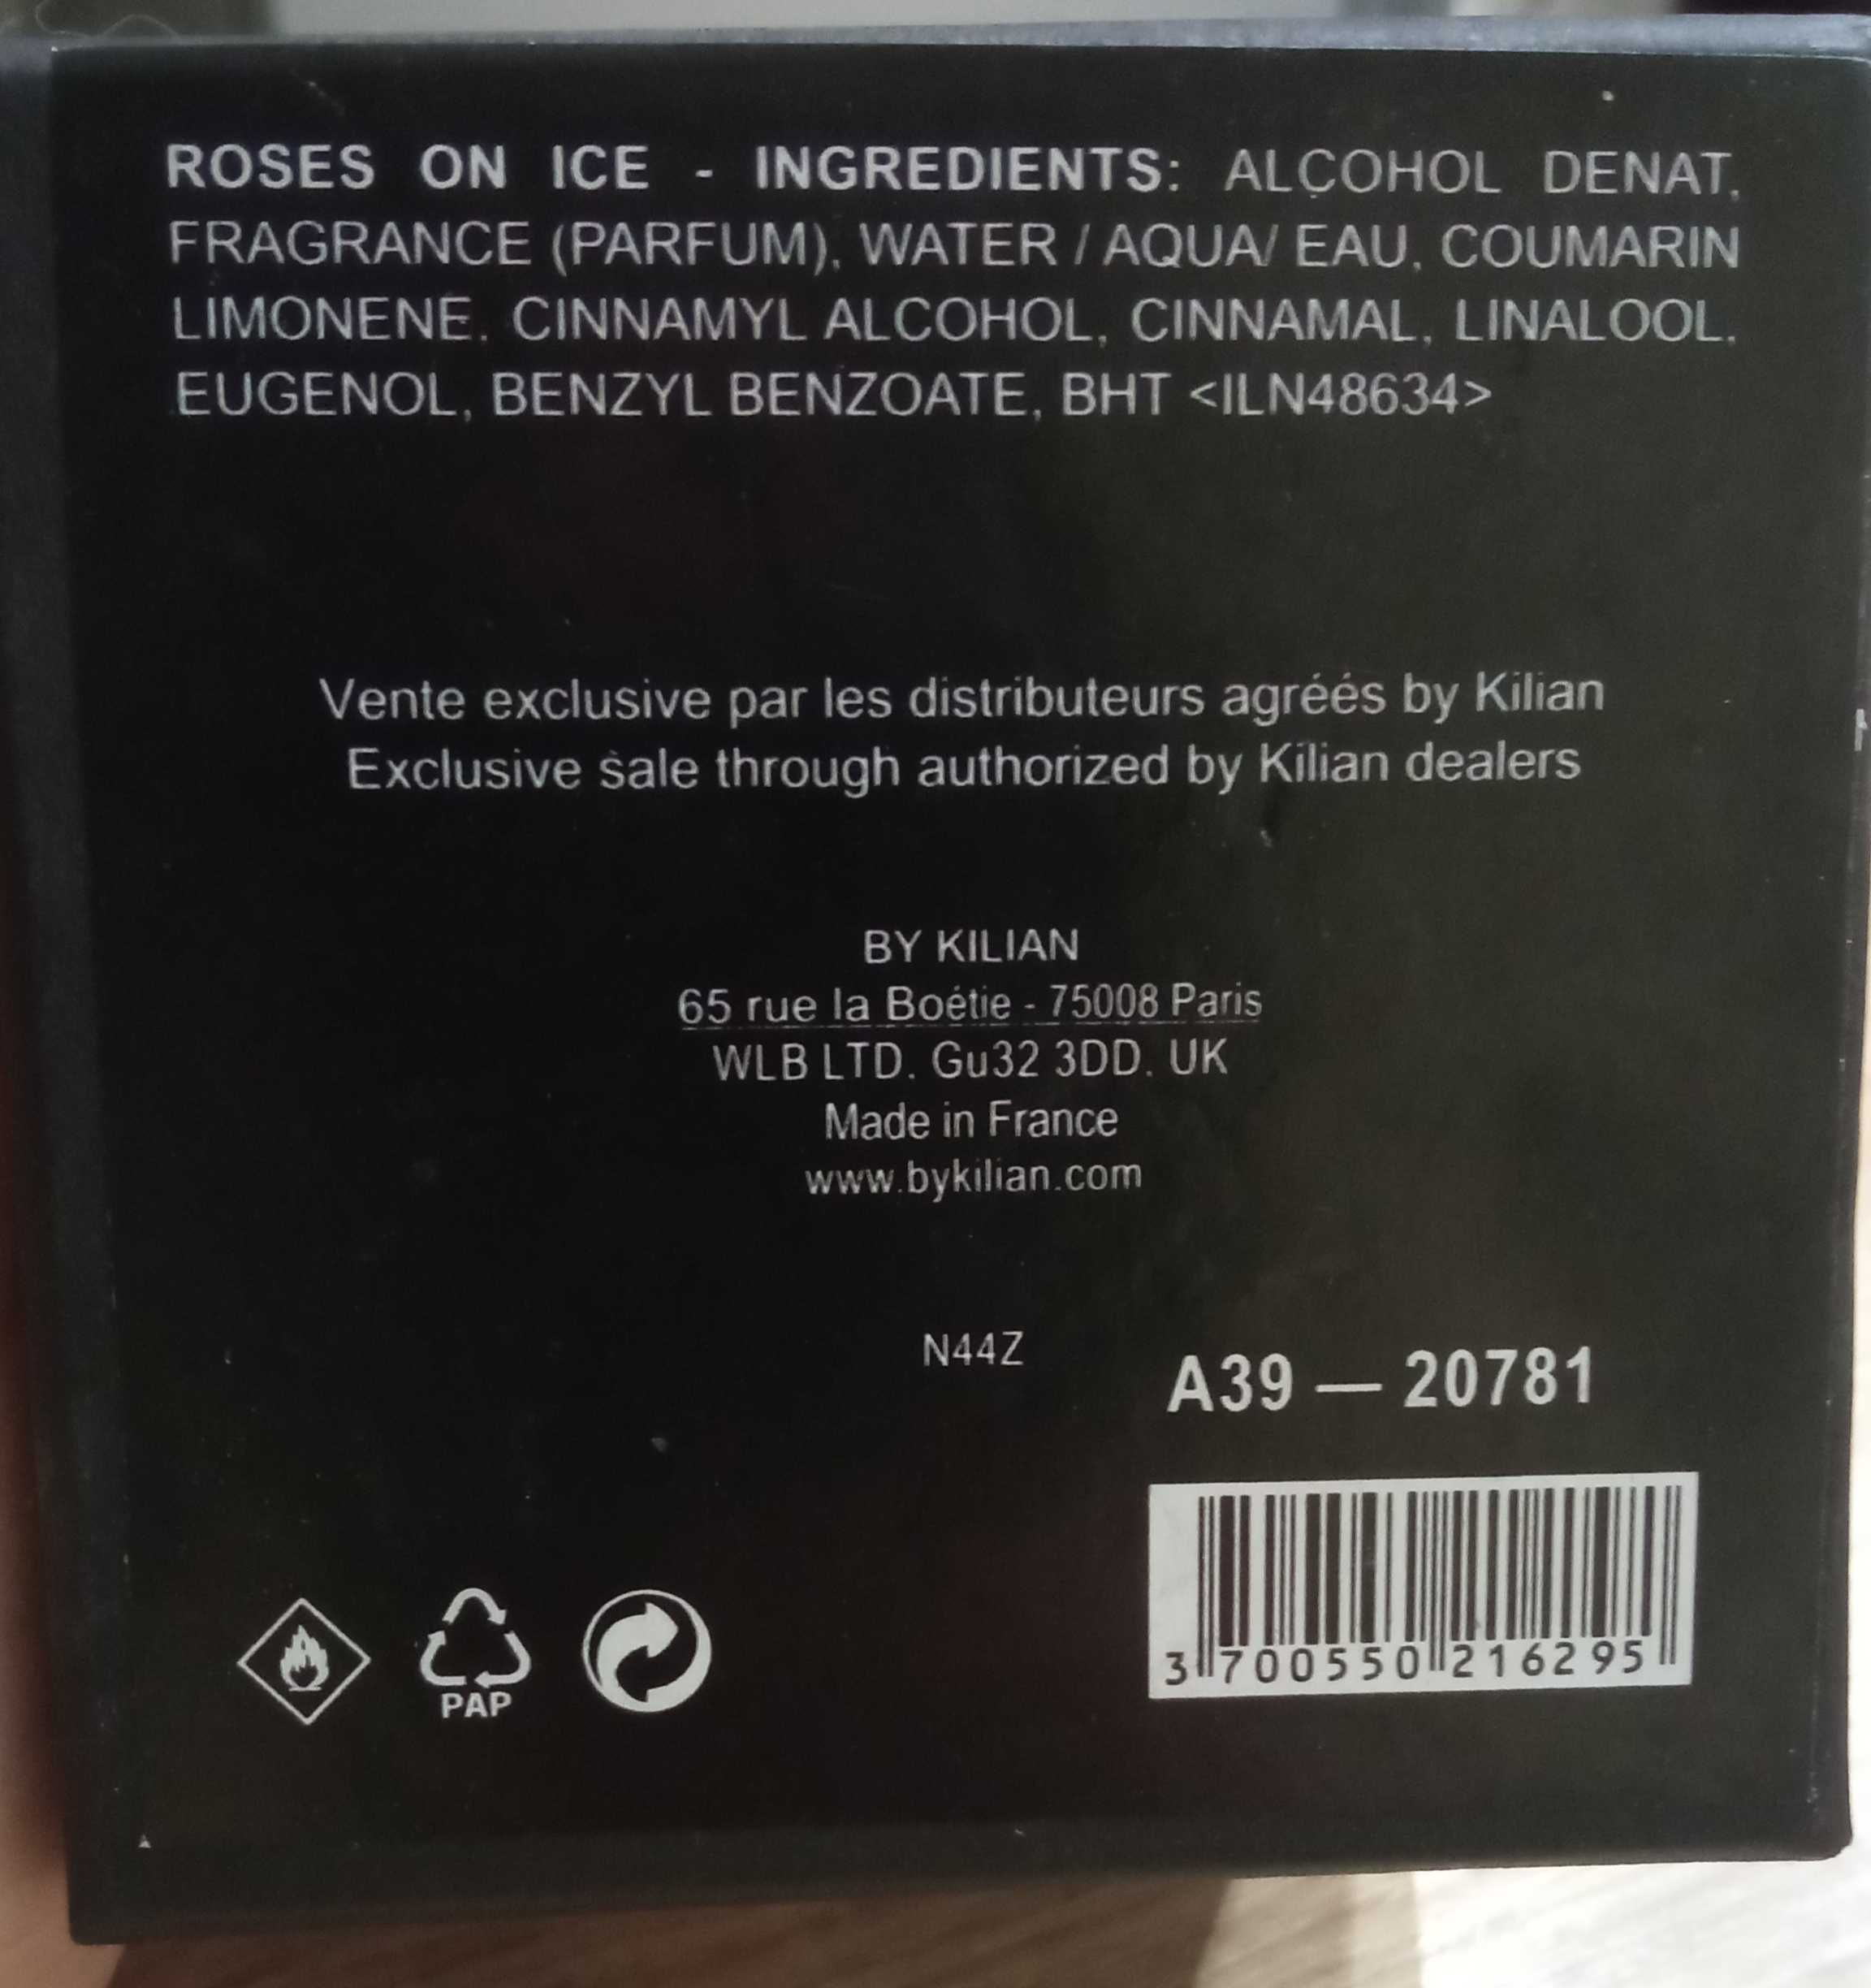 ROSES ON ICE - INGREDIENTS: ALCOHOL DENAT.
FRAGRANCE (PARFUM), WATER / AQUA/ EAU, COUMARIN
LIMONENE, CINNAMYL ALCOHOL, CINNAMAL, LINALOOL,
EUGENOL, BENZYL BENZOATE, BHT <ILN48634>
Vente exclusive par les distributeurs agréés by Kilian
Exclusive sale through authorized by Kilian dealers
BY KILIAN
65 rue la Boétie - 75008 Paris
WLB LTD. Gu32 3DD. UK
Made in France
www.bykilian.com
N44Z
A39 — 20781
PAP
3 700550 216295